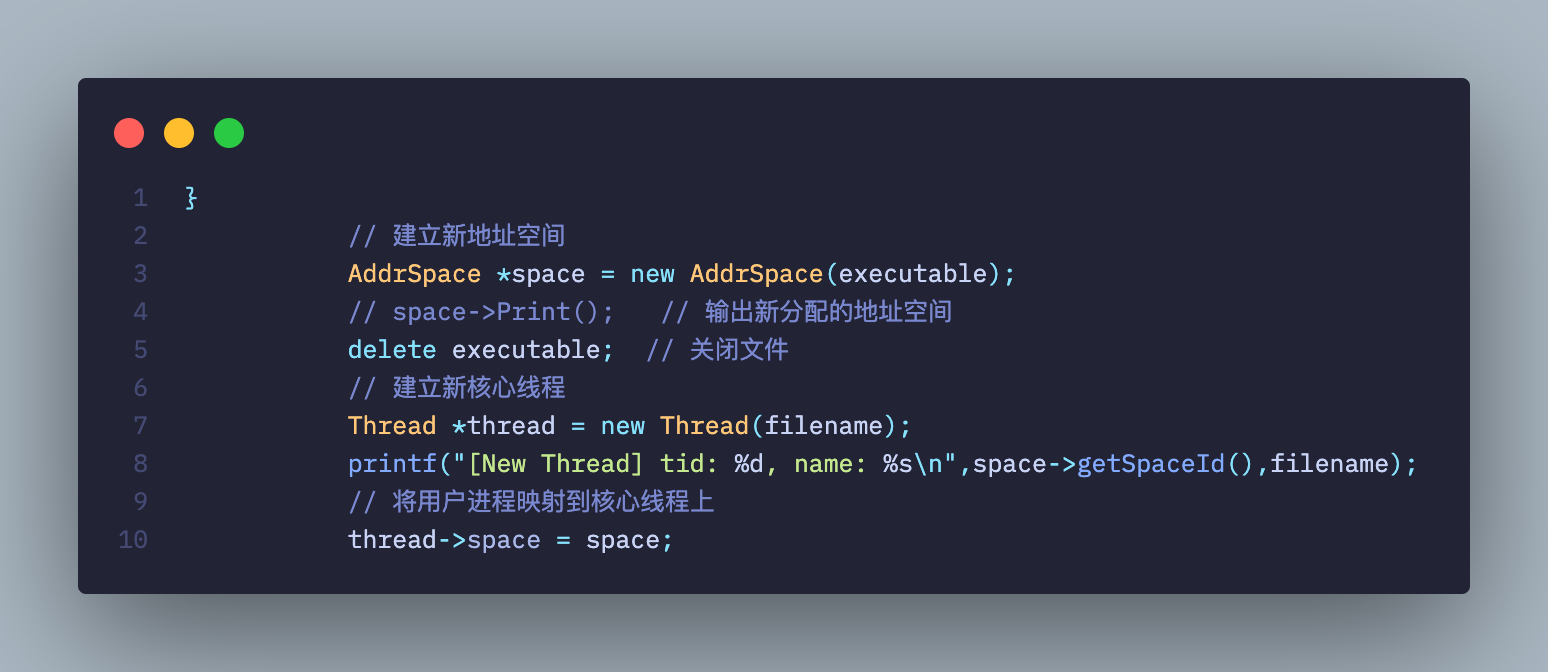 1 }
2 // 建立新地址空间
3 AddrSpace *space = new AddrSpace(executable);
4 // space->Print();   // 输出新分配的地址空间
5 delete executable;  // 关闭文件
6 // 建立新核心线程
7 Thread *thread = new Thread(filename);
8 printf("[New Thread] tid: %d, name: %s\n",space->getSpaceId(),filename);
9 // 将用户进程映射到核心线程上
10 thread->space = space;